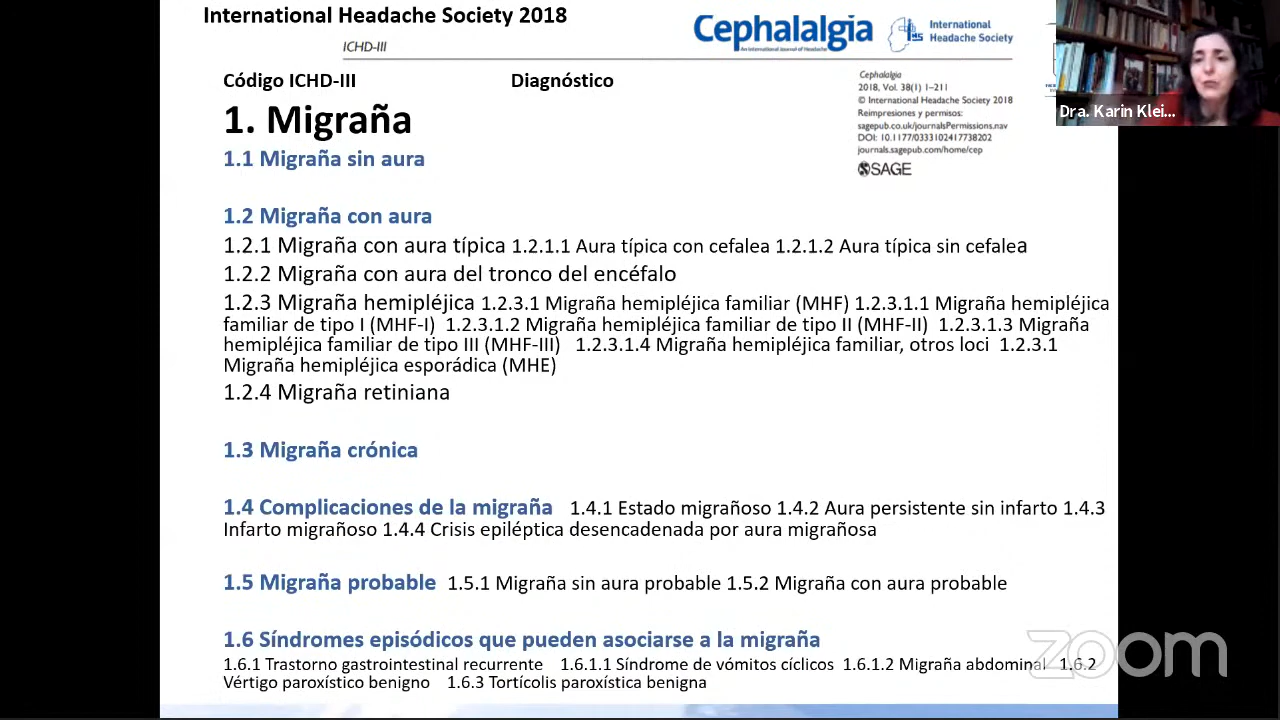 International Headache Society 2018
ICHD-III
Cephalalgia
An International Journal of Headache
IHS
International
Headache Society
Código ICHD-III Diagnóstico
Cephalalgia
2018, Vol. 38(1) 1–211
© International Headache Society 2018
Reimpresiones y permisos:
sagepub.co.uk/journalsPermissions.nav
DOI: 10.1177/0333102417738202
journals.sagepub.com/home/cep
SAGE
Dra. Karin Klei...
1. Migraña
1.1 Migraña sin aura
1.2 Migraña con aura
1.2.1 Migraña con aura típica 1.2.1.1 Aura típica con cefalea 1.2.1.2 Aura típica sin cefalea
1.2.2 Migraña con aura del tronco del encéfalo
1.2.3 Migraña hemipléjica 1.2.3.1 Migraña hemipléjica familiar (MHF) 1.2.3.1.1 Migraña hemipléjica
familiar de tipo I (MHF-I) 1.2.3.1.2 Migraña hemipléjica familiar de tipo II (MHF-II) 1.2.3.1.3 Migraña
hemipléjica familiar de tipo III (MHF-III) 1.2.3.1.4 Migraña hemipléjica familiar, otros loci 1.2.3.1
Migraña hemipléjica esporádica (MHE)
1.2.4 Migraña retiniana
1.3 Migraña crónica
1.4 Complicaciones de la migraña 1.4.1 Estado migrañoso 1.4.2 Aura persistente sin infarto 1.4.3
Infarto migrañoso 1.4.4 Crisis epiléptica desencadenada por aura migrañosa
1.5 Migraña probable 1.5.1 Migraña sin aura probable 1.5.2 Migraña con aura probable
1.6 Síndromes episódicos que pueden asociarse a la migraña
1.6.1 Trastorno gastrointestinal recurrente 1.6.1.1 Síndrome de vómitos cíclicos 1.6.1.2 Migraña abdominal 1.6.2
Vértigo paroxístico benigno 1.6.3 Tortícolis paroxística benigna
zoom